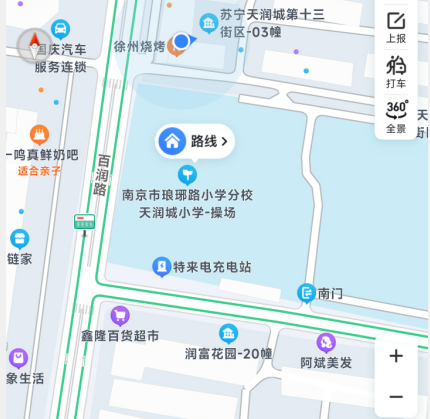 苏宁天润城第十三
街区-03幢
国庆汽车
服务连锁
徐州烧烤
上报
打车
360°
全景
一鸣真鲜奶吧
适合亲子
路线
百润路
南京市琅琊路小学分校
天润城小学-操场
链家
特来电充电站
南门
鑫隆百货超市
润富花园-20幢
阿斌美发
象生活
+
−